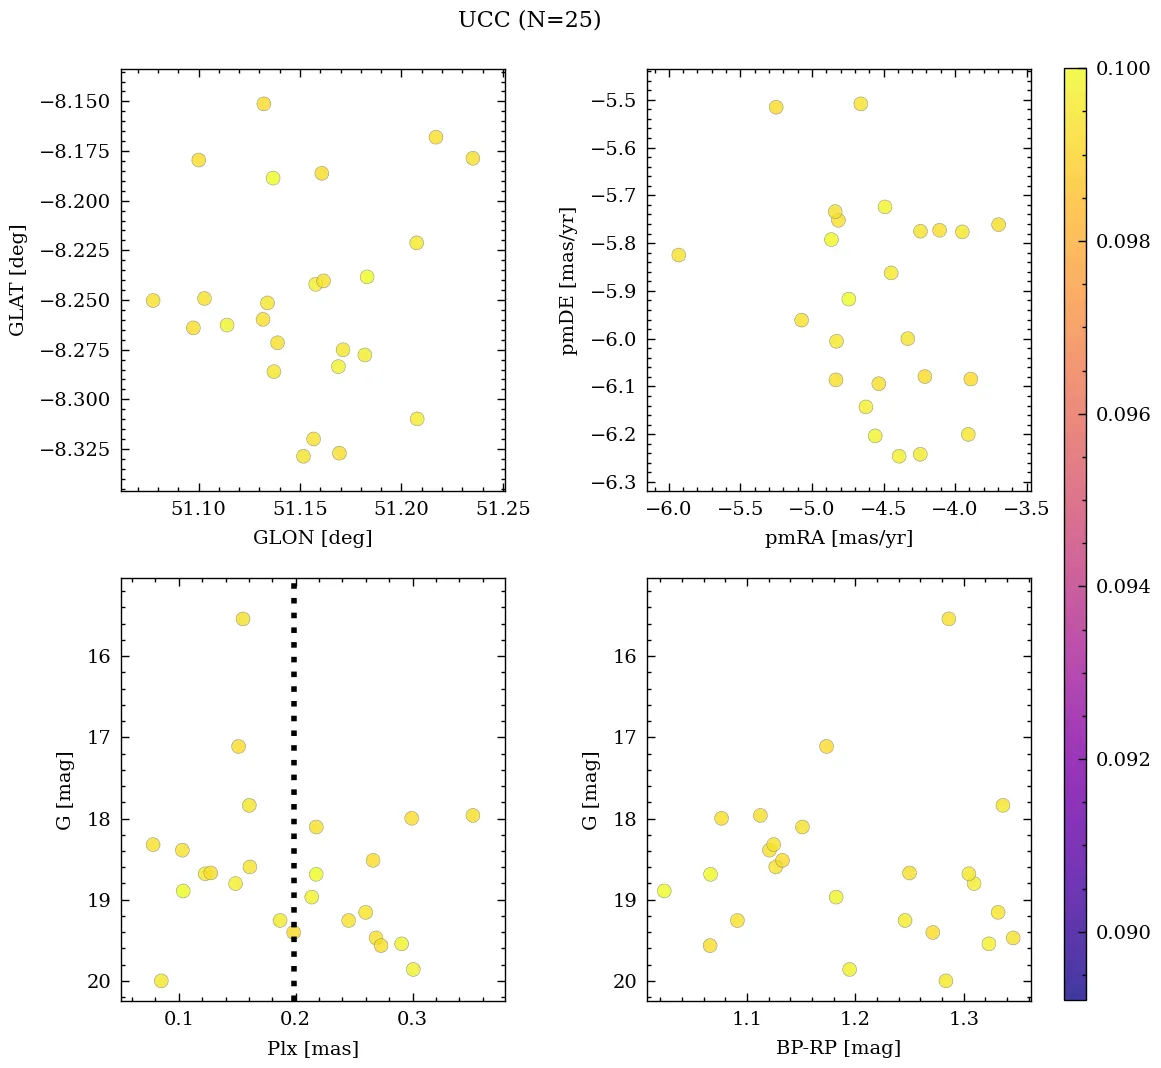 UCC (N=25)
−8.150
−8.175
−8.200
−8.225
−8.250
−8.275
−8.300
−8.325
GLAT [deg]
51.10 51.15 51.20 51.25
GLON [deg]
−5.5
−5.6
−5.7
−5.8
−5.9
−6.0
−6.1
−6.2
−6.3
pmDE [mas/yr]
−6.0 −5.5 −5.0 −4.5 −4.0 −3.5
pmRA [mas/yr]
16
17
18
19
20
G [mag]
0.1 0.2 0.3
Plx [mas]
16
17
18
19
20
G [mag]
1.1 1.2 1.3
BP-RP [mag]
0.100
0.098
0.096
0.094
0.092
0.090